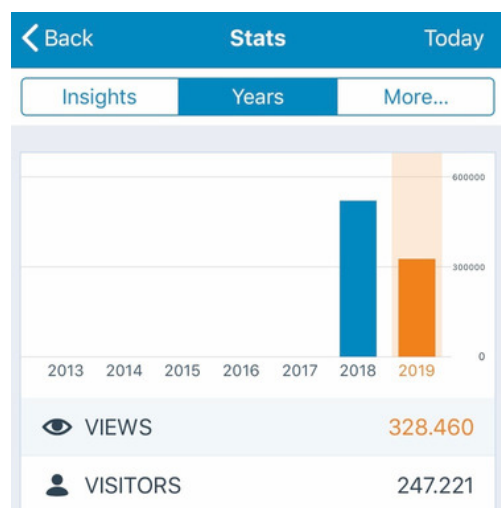 Back Stats Today
Insights Years More...
600000
300000
0
2013 2014 2015 2016 2017 2018 2019
VIEWS 328.460
VISITORS 247.221